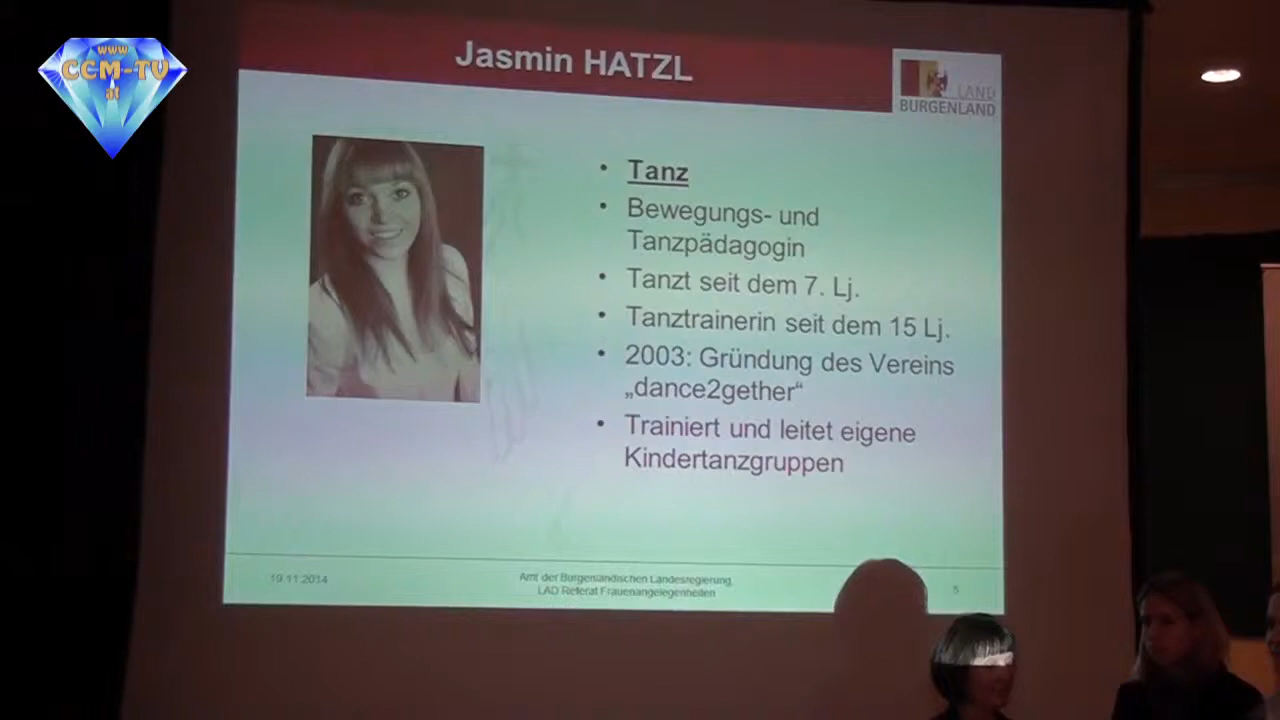 www
CCM-TV
at
Jasmin HATZL
LAND
BURGENLAND
• Tanz
• Bewegungs- und
Tanzpädagogin
• Tanzt seit dem 7. Lj.
• Tanztrainerin seit dem 15 Lj.
• 2003: Gründung des Vereins
„dance2gether“
• Trainiert und leitet eigene
Kindertanzgruppen
19.11.2014
Amt der Burgenländischen Landesregierung,
LAD Referat Frauenangelegenheiten
5